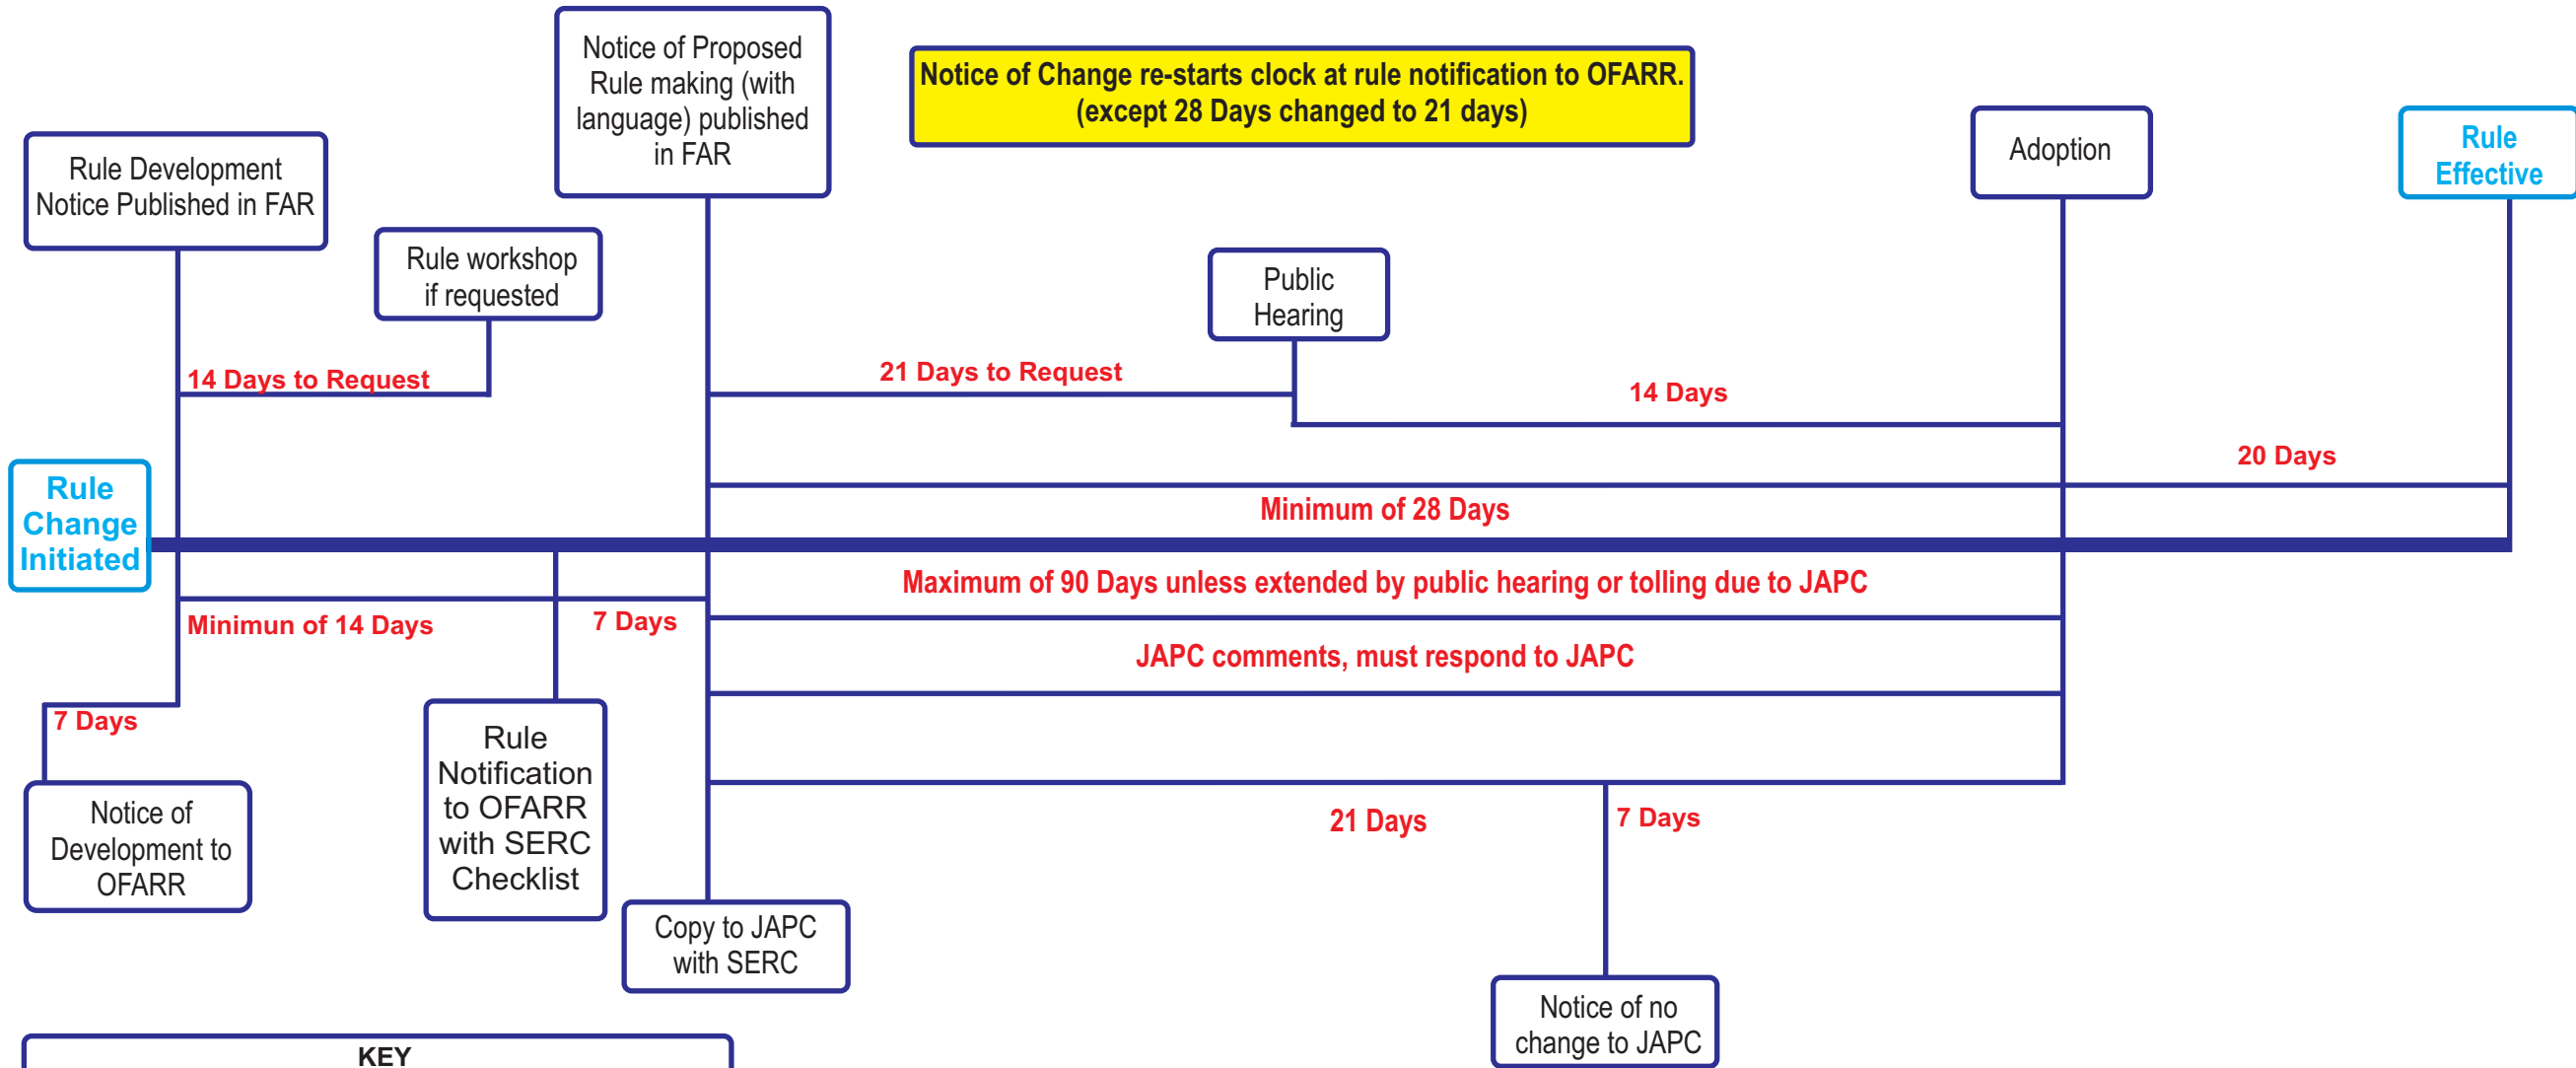 Notice of Proposed
Rule making (with
language) published
in FAR
Notice of Change re-starts clock at rule notification to OFARR.
(except 28 Days changed to 21 days)
Rule Development
Notice Published in FAR
Adoption
Rule
Effective
Rule workshop
if requested
Public
Hearing
14 Days to Request
21 Days to Request
14 Days
20 Days
Rule
Change
Initiated
Minimum of 28 Days
Maximum of 90 Days unless extended by public hearing or tolling due to JAPC
Minimun of 14 Days
7 Days
JAPC comments, must respond to JAPC
7 Days
Rule
Notification
to OFARR
with SERC
Checklist
Notice of
Development to
OFARR
21 Days
7 Days
Copy to JAPC
with SERC
Notice of no
change to JAPC
KEY